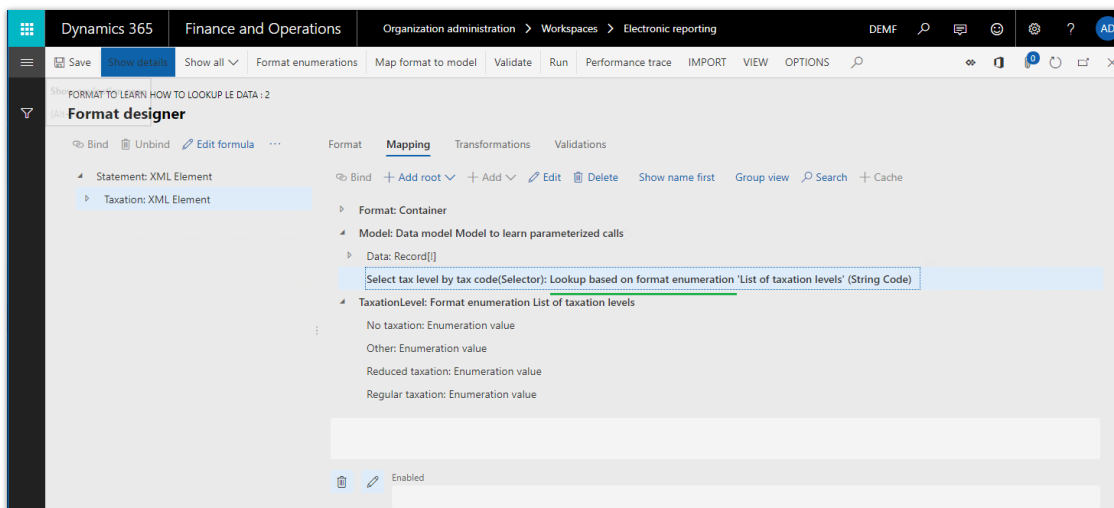 Dynamics 365 Finance and Operations Organization administration > Workspaces > Electronic reporting DEMF ? AD
Save Show details Show all Format enumerations Map format to model Validate Run Performance trace IMPORT VIEW OPTIONS 0
FORMAT TO LEARN HOW TO LOOKUP LE DATA : 2
Format designer
Bind Unbind Edit formula ... Format Mapping Transformations Validations
Statement: XML Element
Taxation: XML Element
Bind + Add root + Add Edit Delete Show name first Group view Search + Cache
Format: Container
Model: Data model Model to learn parameterized calls
Data: Record[!]
Select tax level by tax code(Selector): Lookup based on format enumeration 'List of taxation levels' (String Code)
TaxationLevel: Format enumeration List of taxation levels
No taxation: Enumeration value
Other: Enumeration value
Reduced taxation: Enumeration value
Regular taxation: Enumeration value
Enabled